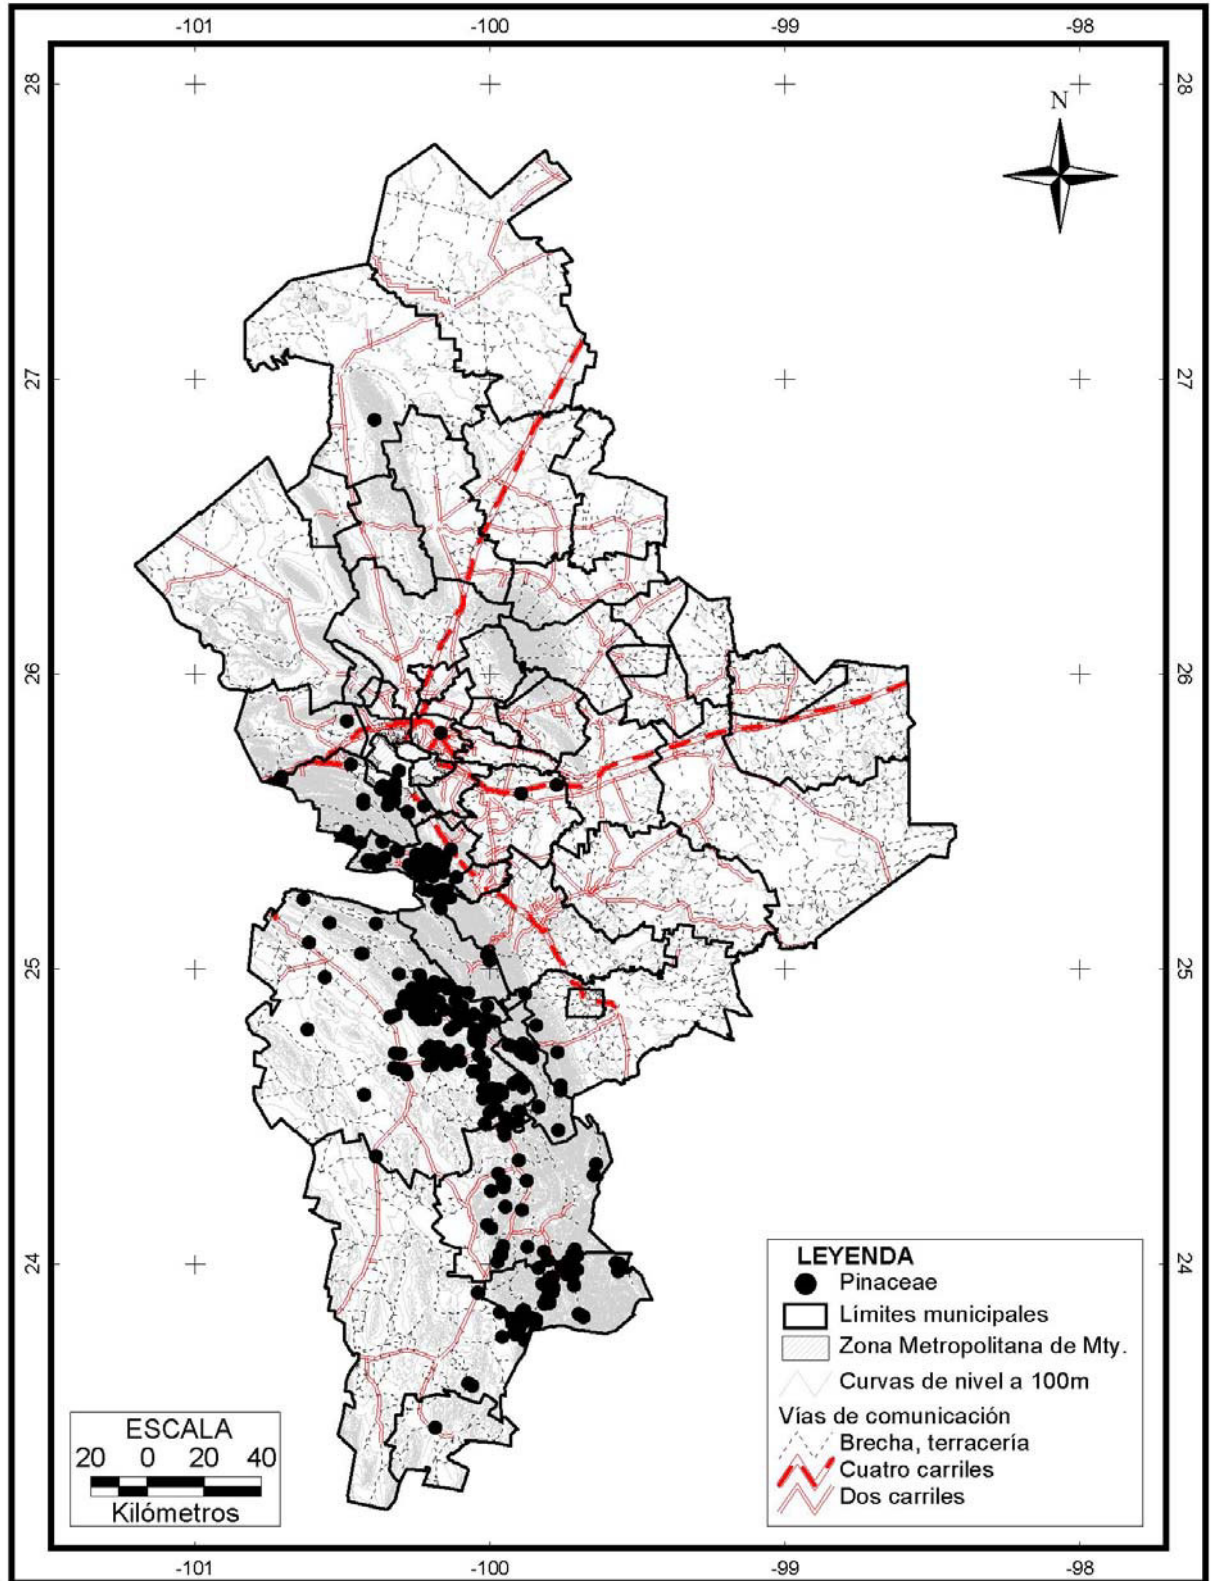 -101 -100 -99 -98
28 28
N
27 27
26 26
25 25
24 24
LEYENDA
Pinaceae
Límites municipales
Zona Metropolitana de Mty.
Curvas de nivel a 100m
Vías de comunicación
Brecha, terracería
Cuatro carriles
Dos carriles
ESCALA
20 0 20 40
Kilómetros
-101 -100 -99 -98